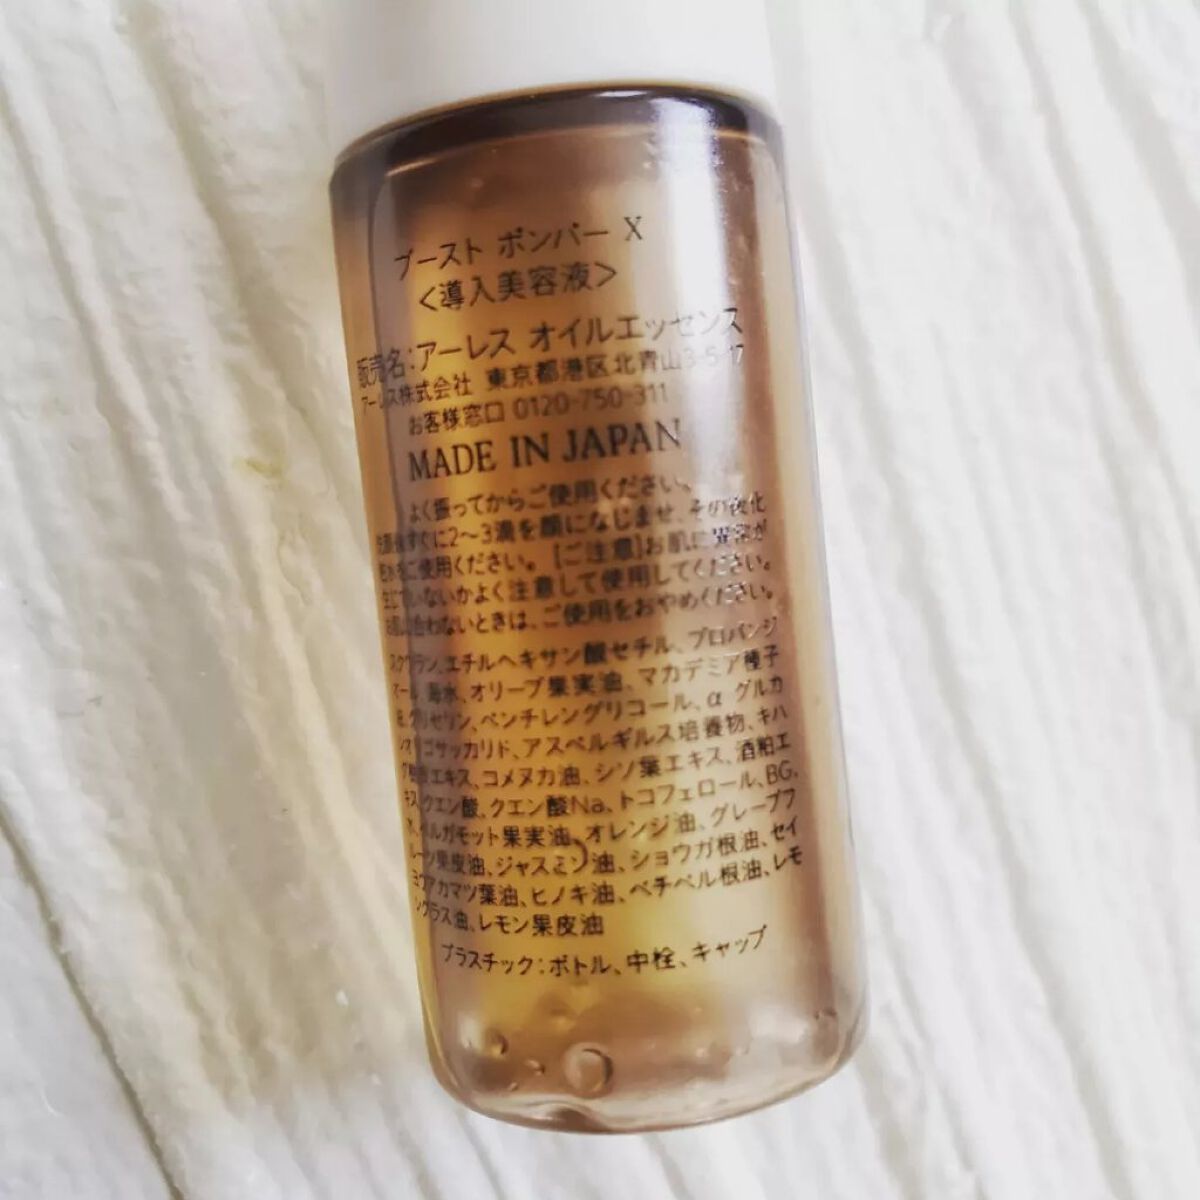 ブースト ボンバー X
＜導入美容液＞
販売名:アーレス オイルエッセンス
アーレス株式会社 東京都港区北青山3-5-17
お客様窓口 0120-750-311
MADE IN JAPAN
よく振ってからご使用ください。
洗顔後すぐに2〜3滴を顔になじませ、その後化
粧水をご使用ください。 [ご注意]お肌に異常が
生じていないかよく注意して使用してください。
お肌に合わないときは、ご使用をおやめください。
スクワラン、エチルヘキサン酸セチル、プロパンジ
オール、海水、オリーブ果実油、マカデミア種子
油、グリセリン、ペンチレングリコール、α グルカ
ンオリゴサッカリド、アスペルギルス培養物、キハ
ダ樹皮エキス、コメヌカ油、シソ葉エキス、酒粕エ
キス、クエン酸、クエン酸Na、トコフェロール、BG、
水、ベルガモット果実油、オレンジ油、グレープフ
ルーツ果皮油、ジャスミン油、ショウガ根油、セイ
ヨウアカマツ葉油、ヒノキ油、ベチベル根油、レモ
ングラス油、レモン果皮油
プラスチック:ボトル、中栓、キャップ